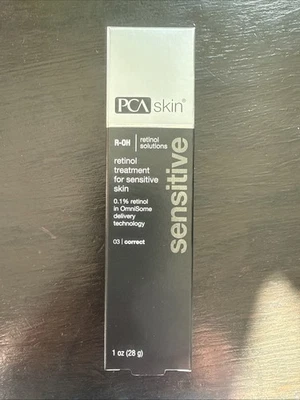 PCA skin®
R-OH | retinol
solutions
retinol
treatment
for sensitive
skin
0.1% retinol
in OmniSome
delivery
technology
03 | correct
sensitive
1 oz (28 g)